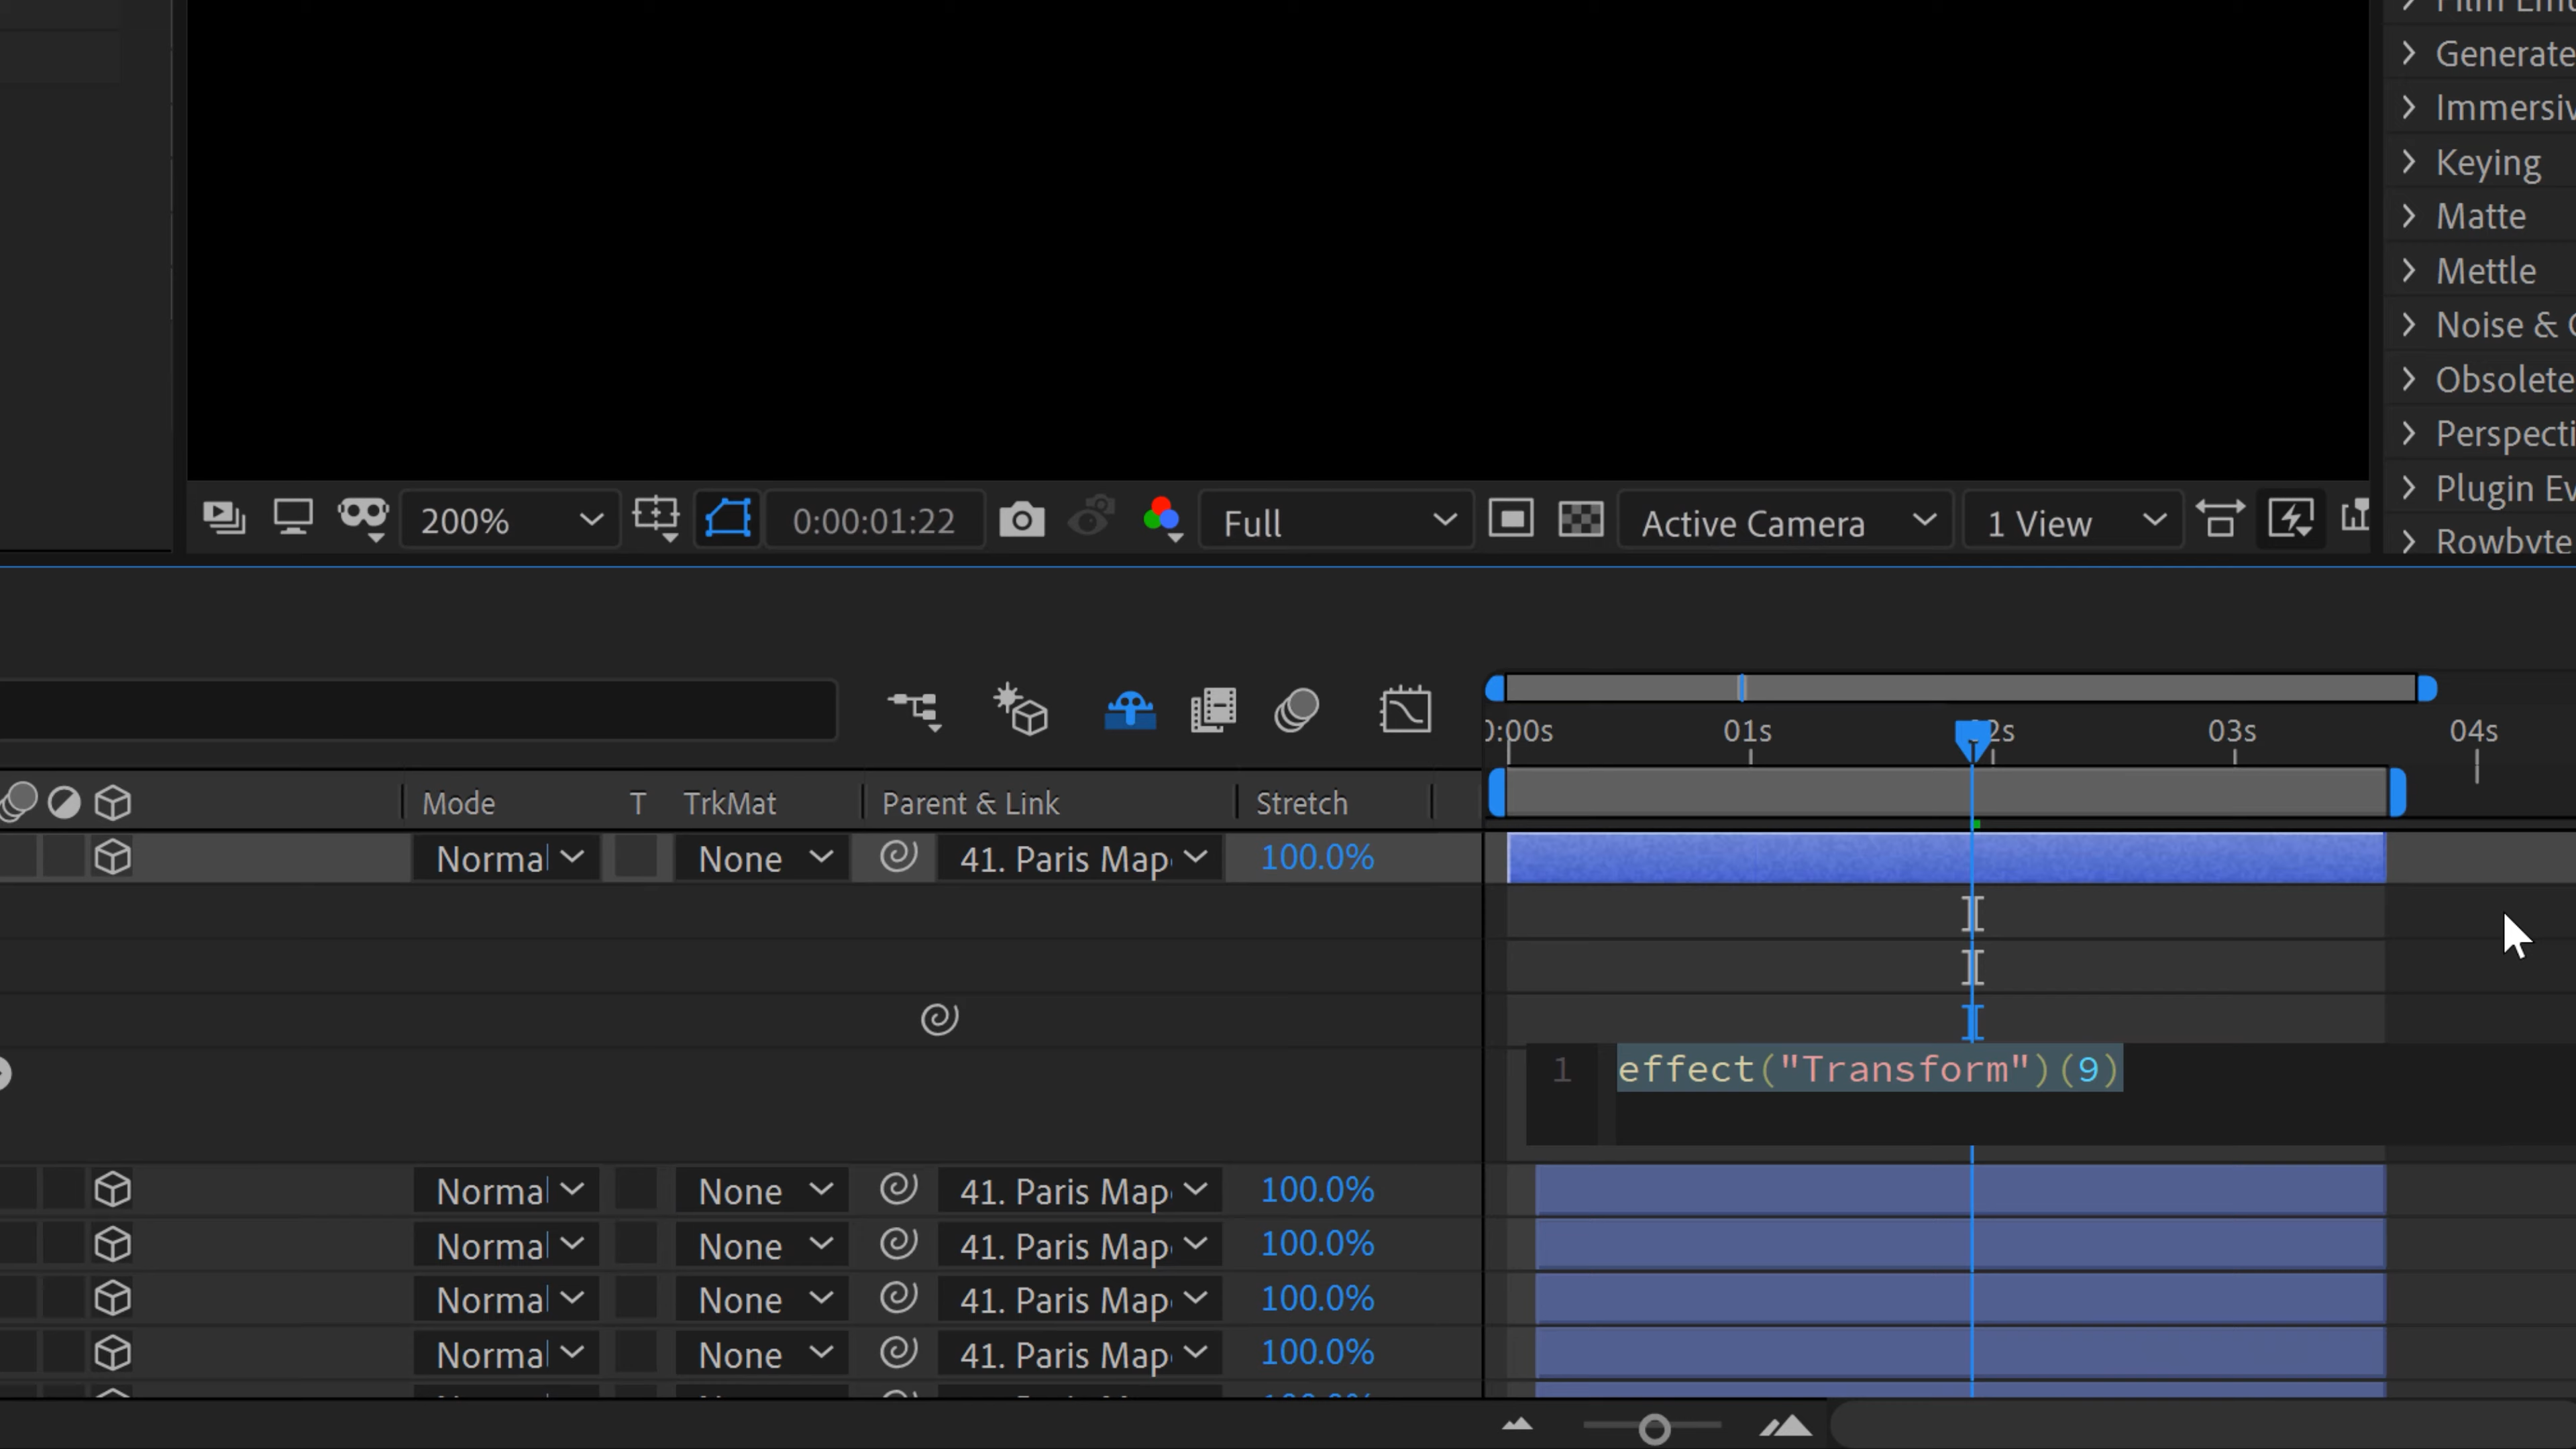 Generate
Immersiv
Keying
Matte
Mettle
Noise &
Obsolete
Perspecti
Plugin Ev
Rowbyte
200%
0:00:01:22
Full
Active Camera
1 View
0:00s 01s 02s 03s 04s
Mode T TrkMat Parent & Link Stretch
Normal None 41. Paris Map 100.0%
1 effect("Transform")(9)
Normal None 41. Paris Map 100.0%
Normal None 41. Paris Map 100.0%
Normal None 41. Paris Map 100.0%
Normal None 41. Paris Map 100.0%